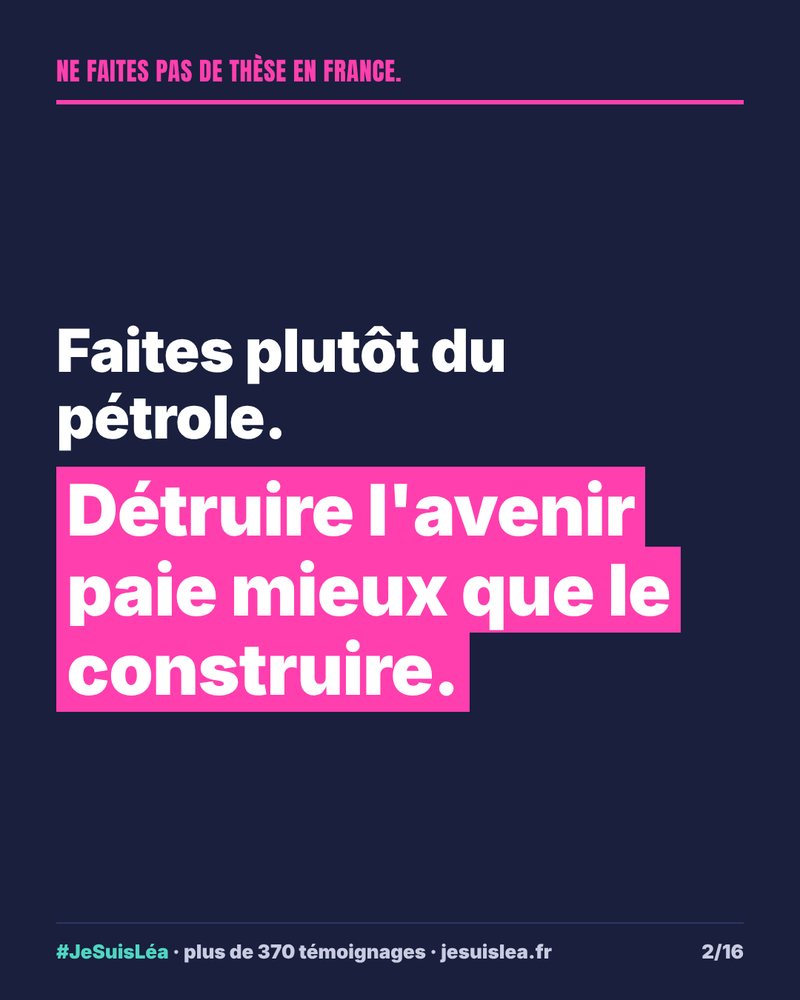 NE FAITES PAS DE THÈSE EN FRANCE.
Faites plutôt du
pétrole.
Détruire l'avenir
paie mieux que le
construire.
#JeSuisLéa · plus de 370 témoignages · jesuislea.fr
2/16